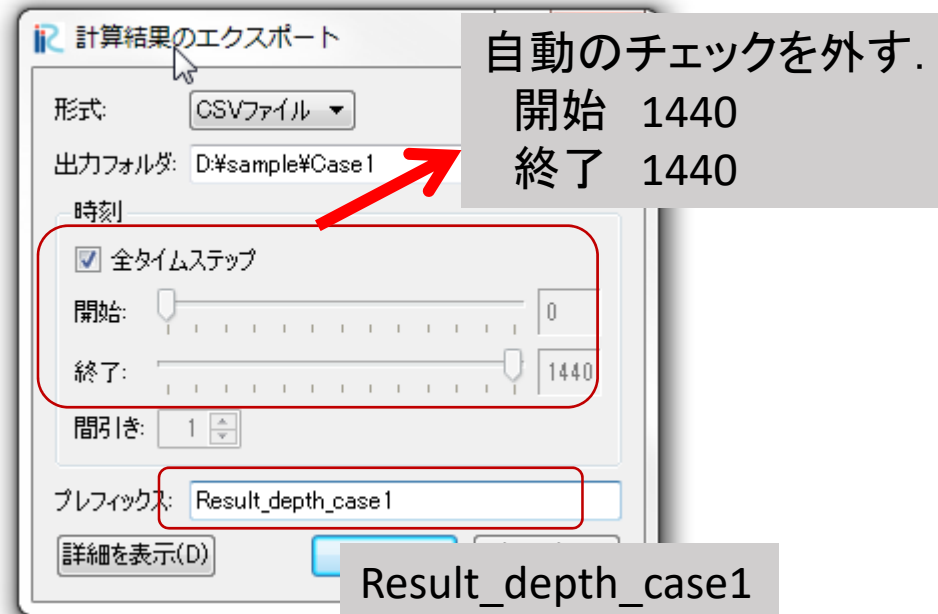 iRIC 計算結果のエクスポート
自動のチェックを外す.
開始 1440
終了 1440
形式: CSVファイル
出力フォルダ: D:¥sample¥Case1
時刻
全タイムステップ
開始: 0
終了: 1440
間引き: 1
プレフィックス: Result_depth_case1
詳細を表示(D)
Result_depth_case1